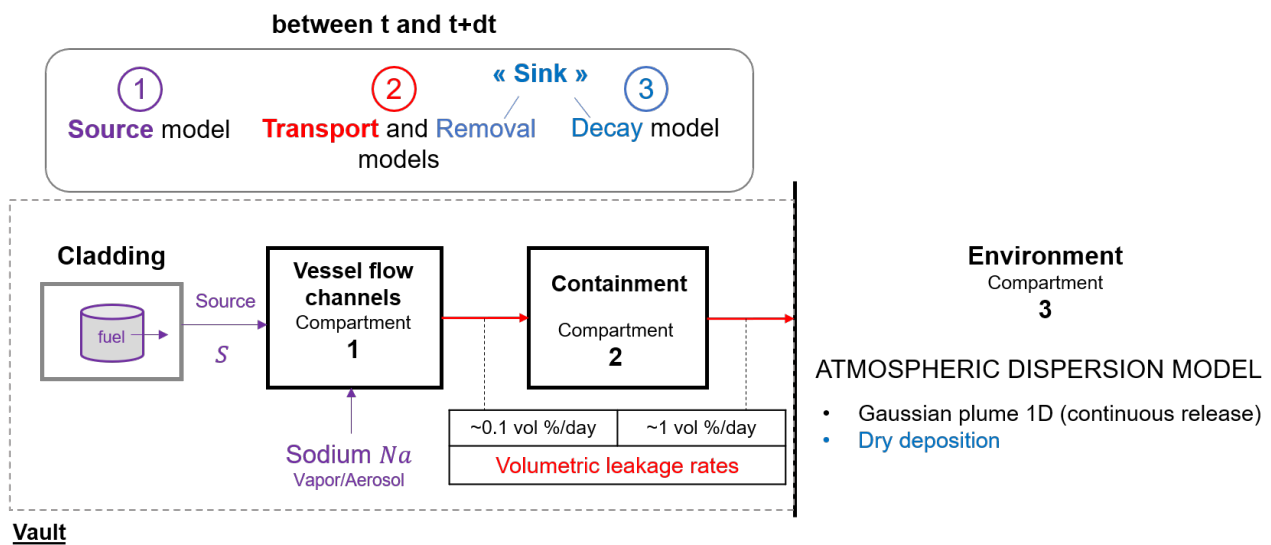 between t and t+dt
« Sink »
1
2
3
Source model
Transport and Removal
models
Decay model
Cladding
fuel
Source
S
Vessel flow
channels
Compartment
1
Containment
Compartment
2
Sodium Na
Vapor/Aerosol
~0.1 vol %/day
~1 vol %/day
Volumetric leakage rates
Vault
Environment
Compartment
3
ATMOSPHERIC DISPERSION MODEL
• Gaussian plume 1D (continuous release)
• Dry deposition